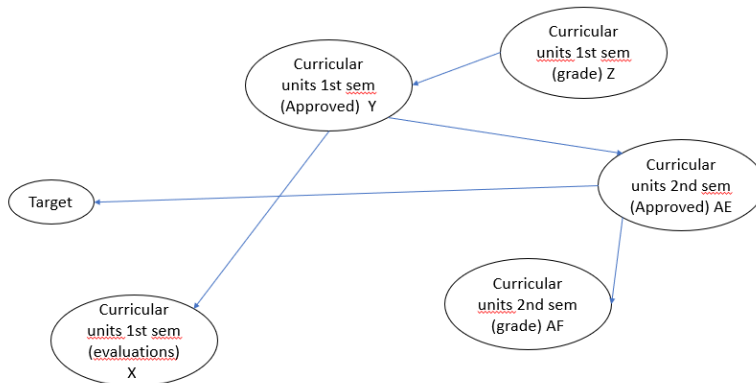 Curricular
units 1st sem
(grade) Z
Curricular
units 1st sem
(Approved) Y
Curricular
units 2nd sem
(Approved) AE
Target
Curricular
units 2nd sem
(grade) AF
Curricular
units 1st sem
(evaluations)
X